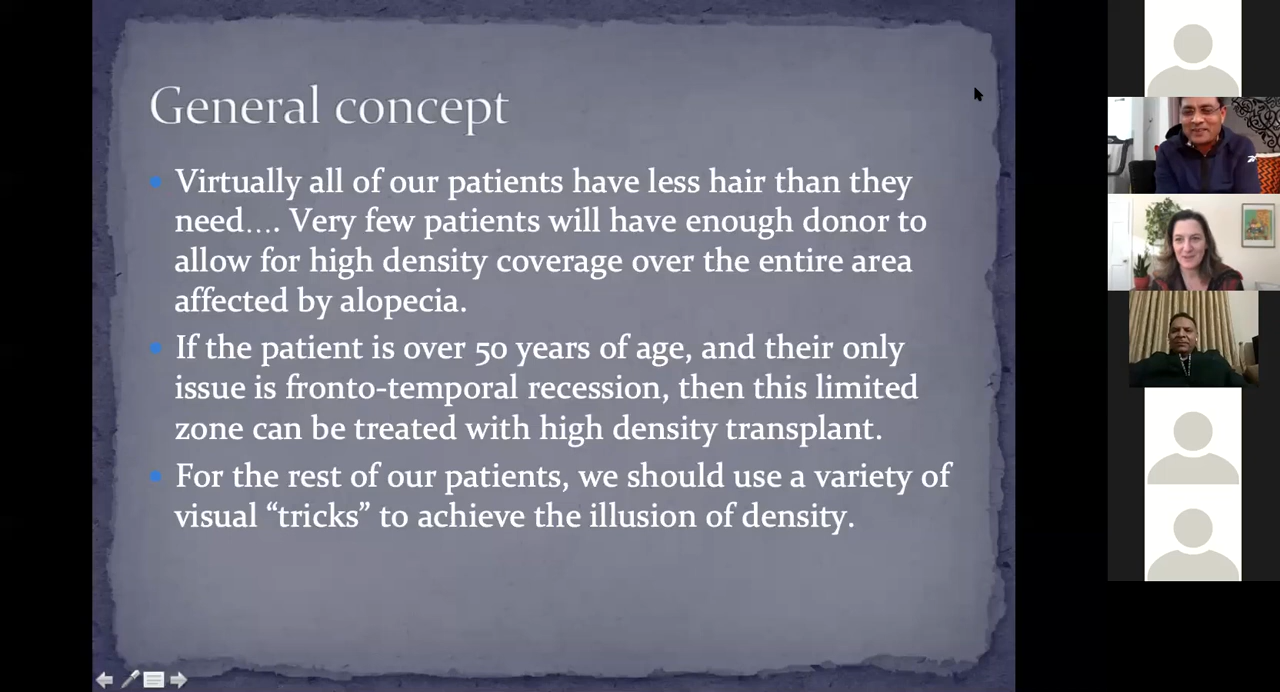 General concept
Virtually all of our patients have less hair than they
need…. Very few patients will have enough donor to
allow for high density coverage over the entire area
affected by alopecia.
If the patient is over 50 years of age, and their only
issue is fronto-temporal recession, then this limited
zone can be treated with high density transplant.
For the rest of our patients, we should use a variety of
visual “tricks” to achieve the illusion of density.